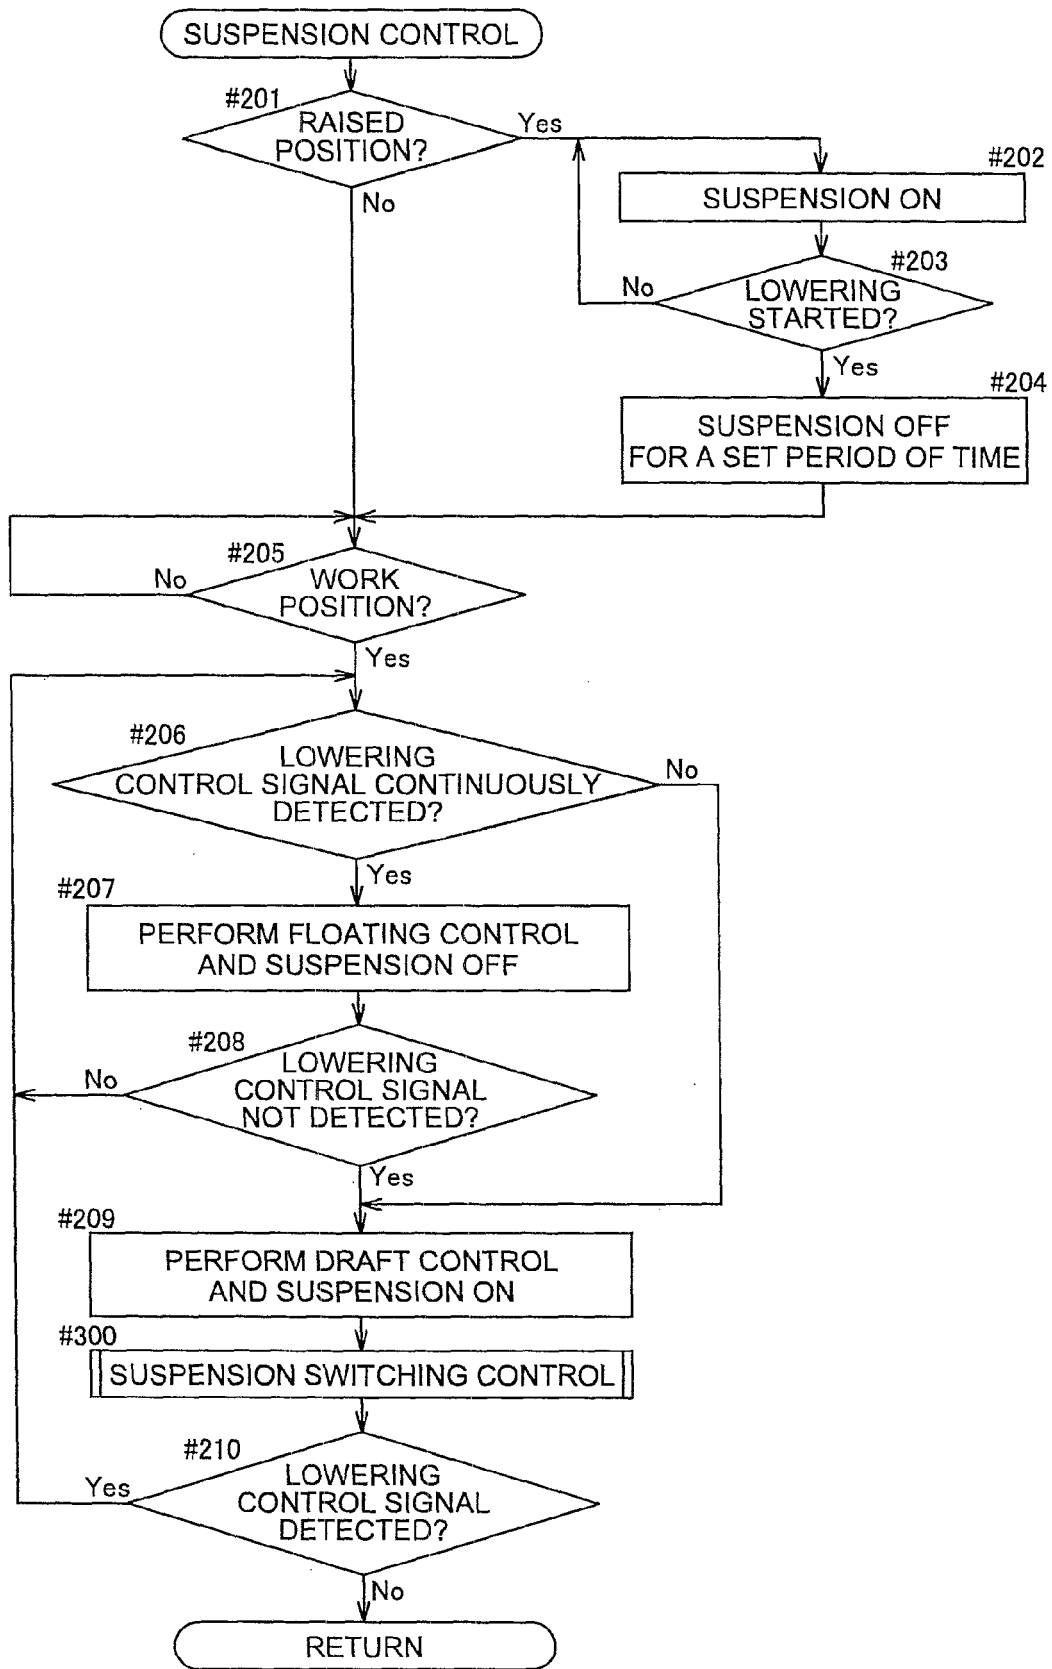 SUSPENSION CONTROL
#201
RAISED
POSITION?
Yes
No
#202
SUSPENSION ON
#203
LOWERING
STARTED?
No
Yes
#204
SUSPENSION OFF
FOR A SET PERIOD OF TIME
#205
WORK
POSITION?
No
Yes
#206
LOWERING
CONTROL SIGNAL CONTINUOUSLY
DETECTED?
No
Yes
#207
PERFORM FLOATING CONTROL
AND SUSPENSION OFF
#208
LOWERING
CONTROL SIGNAL
NOT DETECTED?
No
Yes
#209
PERFORM DRAFT CONTROL
AND SUSPENSION ON
#300
SUSPENSION SWITCHING CONTROL
#210
LOWERING
CONTROL SIGNAL
DETECTED?
Yes
No
RETURN